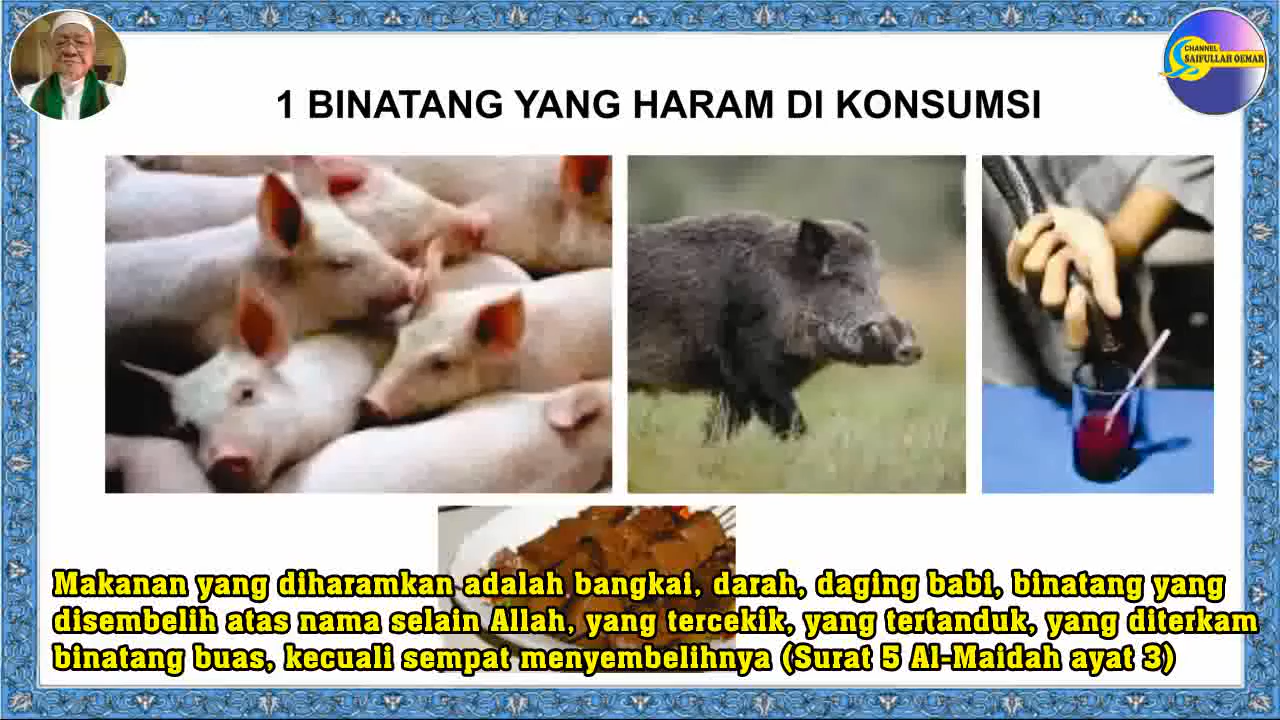 CHANNEL
SAIFULLAH OEMAR
1 BINATANG YANG HARAM DI KONSUMSI
Makanan yang diharamkan adalah bangkai, darah, daging babi, binatang yang
disembelih atas nama selain Allah, yang tercekik, yang tertanduk, yang diterkam
binatang buas, kecuali sempat menyembelihnya (Surat 5 Al-Maidah ayat 3)